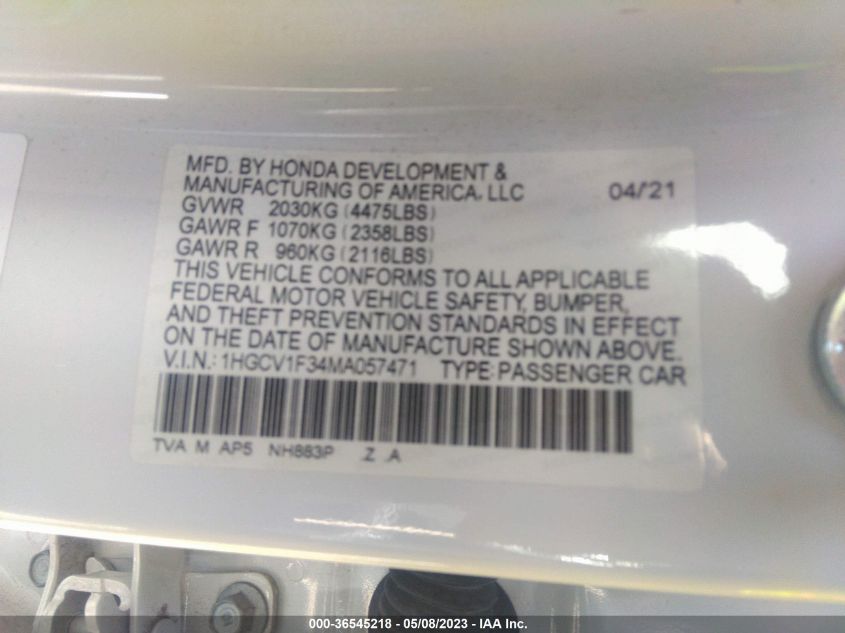 MFD. BY HONDA DEVELOPMENT &
MANUFACTURING OF AMERICA, LLC 04/21
GVWR 2030KG (4475LBS)
GAWR F 1070KG (2358LBS)
GAWR R 960KG (2116LBS)
THIS VEHICLE CONFORMS TO ALL APPLICABLE
FEDERAL MOTOR VEHICLE SAFETY, BUMPER,
AND THEFT PREVENTION STANDARDS IN EFFECT
ON THE DATE OF MANUFACTURE SHOWN ABOVE.
V.I.N.: 1HGCV1F34MA057471 TYPE: PASSENGER CAR
TVA M AP5 NH883P .Z .A
000-36545218 - 05/08/2023 - IAA Inc.